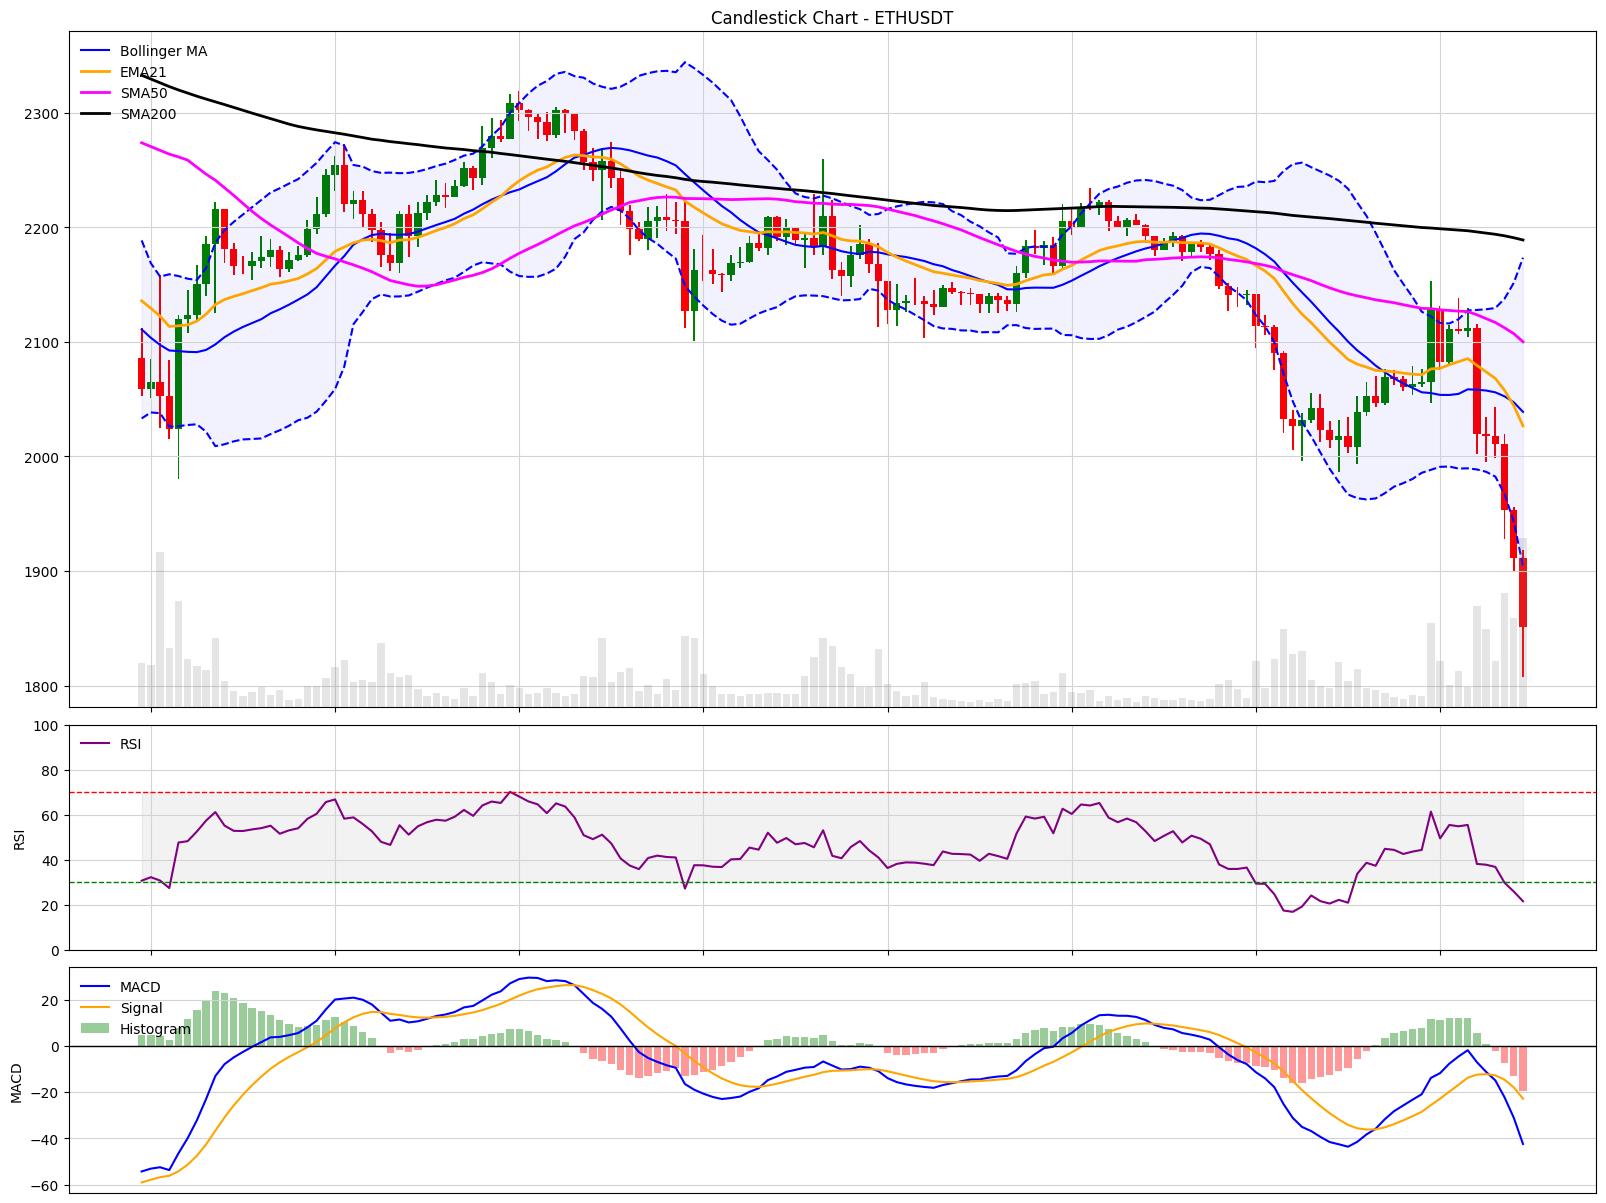 Candlestick Chart - ETHUSDT
Bollinger MA
EMA21
SMA50
SMA200
2300
2200
2100
2000
1900
1800
RSI
100
80
60
40
20
0
RSI
MACD
Signal
Histogram
20
0
−20
−40
−60
MACD